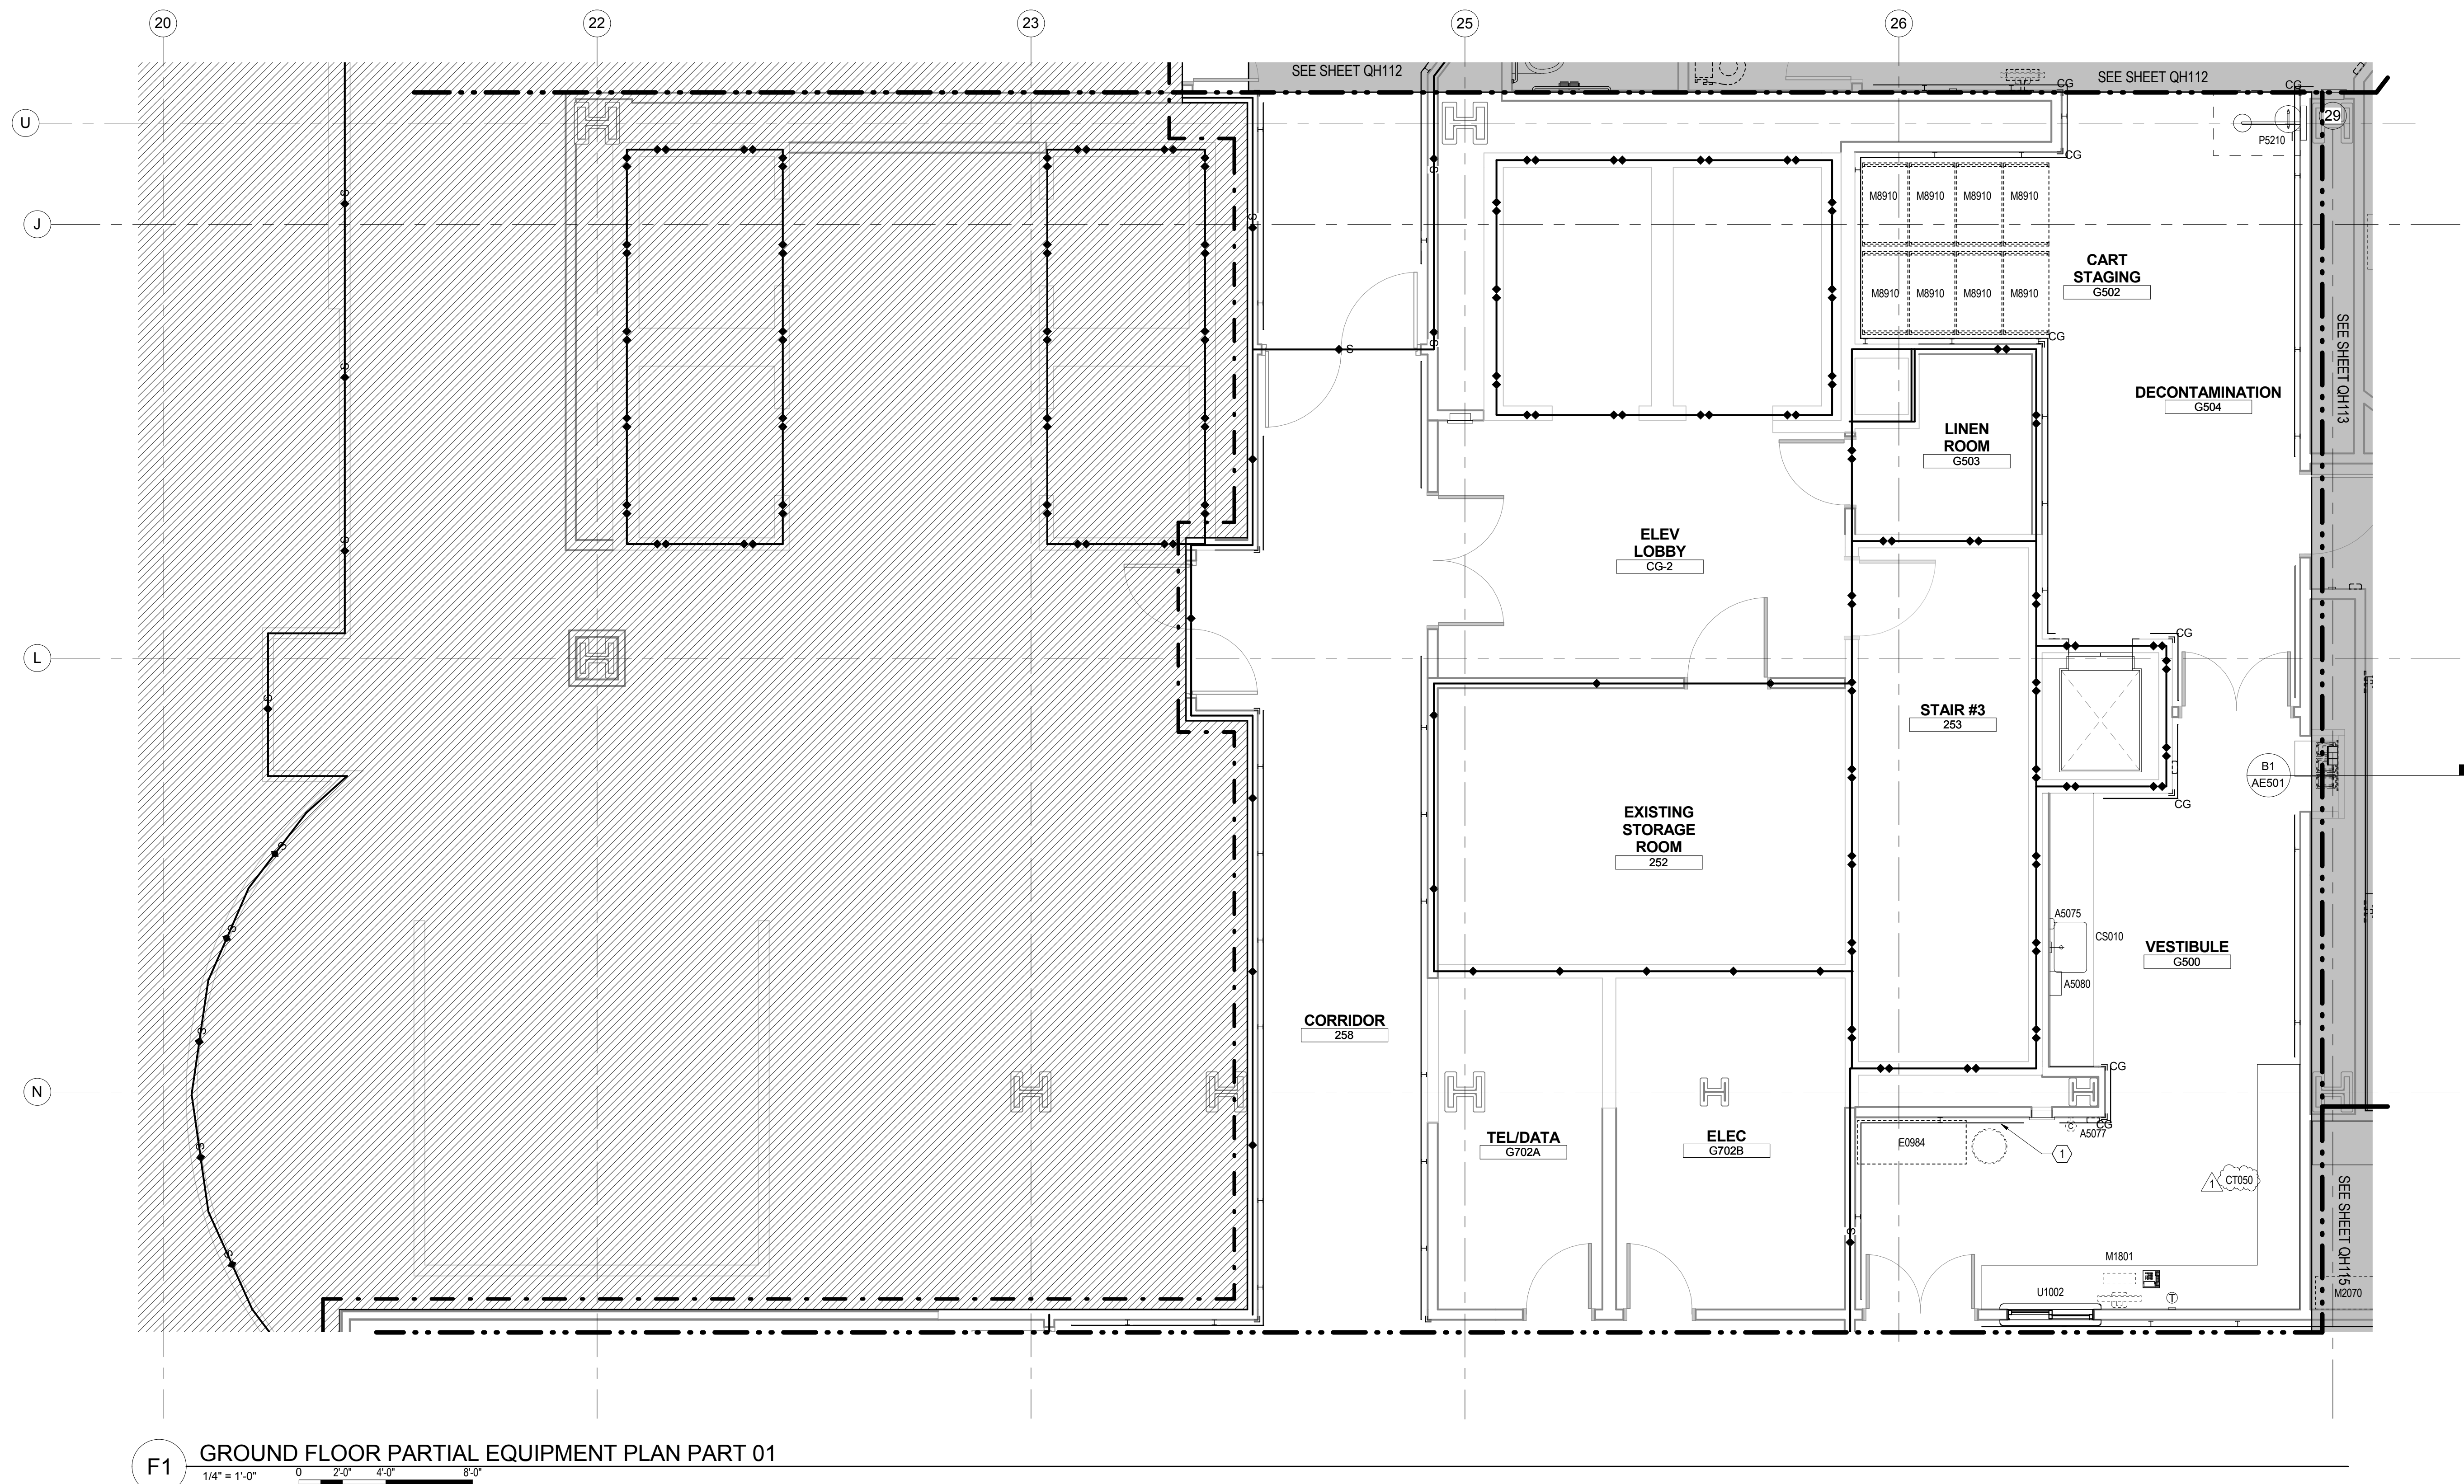 20
22
23
25
26
SEE SHEET QH112
SEE SHEET QH112
CG
CG
U
29
P5210
CG
S
S
S
J
M8910
M8910
M8910
M8910
CART
STAGING
G502
M8910
M8910
M8910
M8910
CG
S
S
S
SEE SHEET QH113
DECONTAMINATION
G504
LINEN
ROOM
G503
ELEV
LOBBY
CG-2
S
CG
L
S
STAIR #3
253
B1
AE501
CG
EXISTING
STORAGE
ROOM
252
S
A5075
CS010
S
VESTIBULE
G500
A5080
CORRIDOR
258
S
CG
N
CG
A5077
TEL/DATA
G702A
ELEC
G702B
E0984
1
S
1
CT050
SEE SHEET QH115
S
S
M1801
U1002
T
M2070
F1
GROUND FLOOR PARTIAL EQUIPMENT PLAN PART 01
1/4" = 1'-0"
0
2'-0"
4'-0"
8'-0"